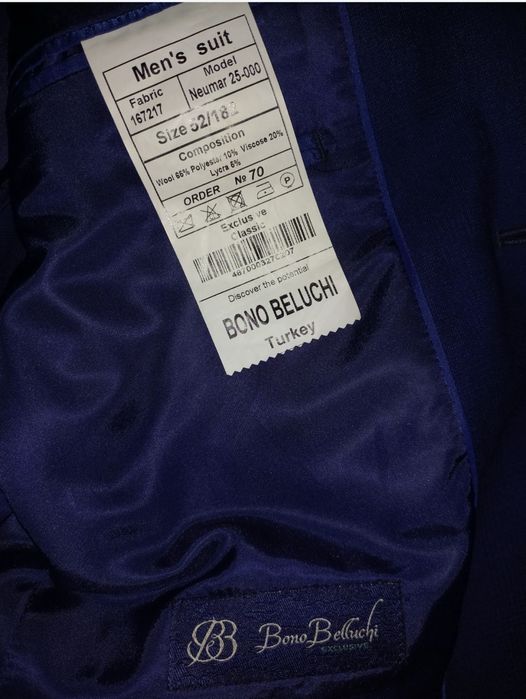 Men's suit
Fabric
167217
Model
Neumar 25-000
Size 52/182
Composition
Wool 65% Polyester 10% Viscose 20%
Lycra 5%
ORDER № 70
P
Exclusive
Classic
Discover the potential
BONO BELUCHI
Turkey
BB
Bono Belluchi
EXCLUSIVE